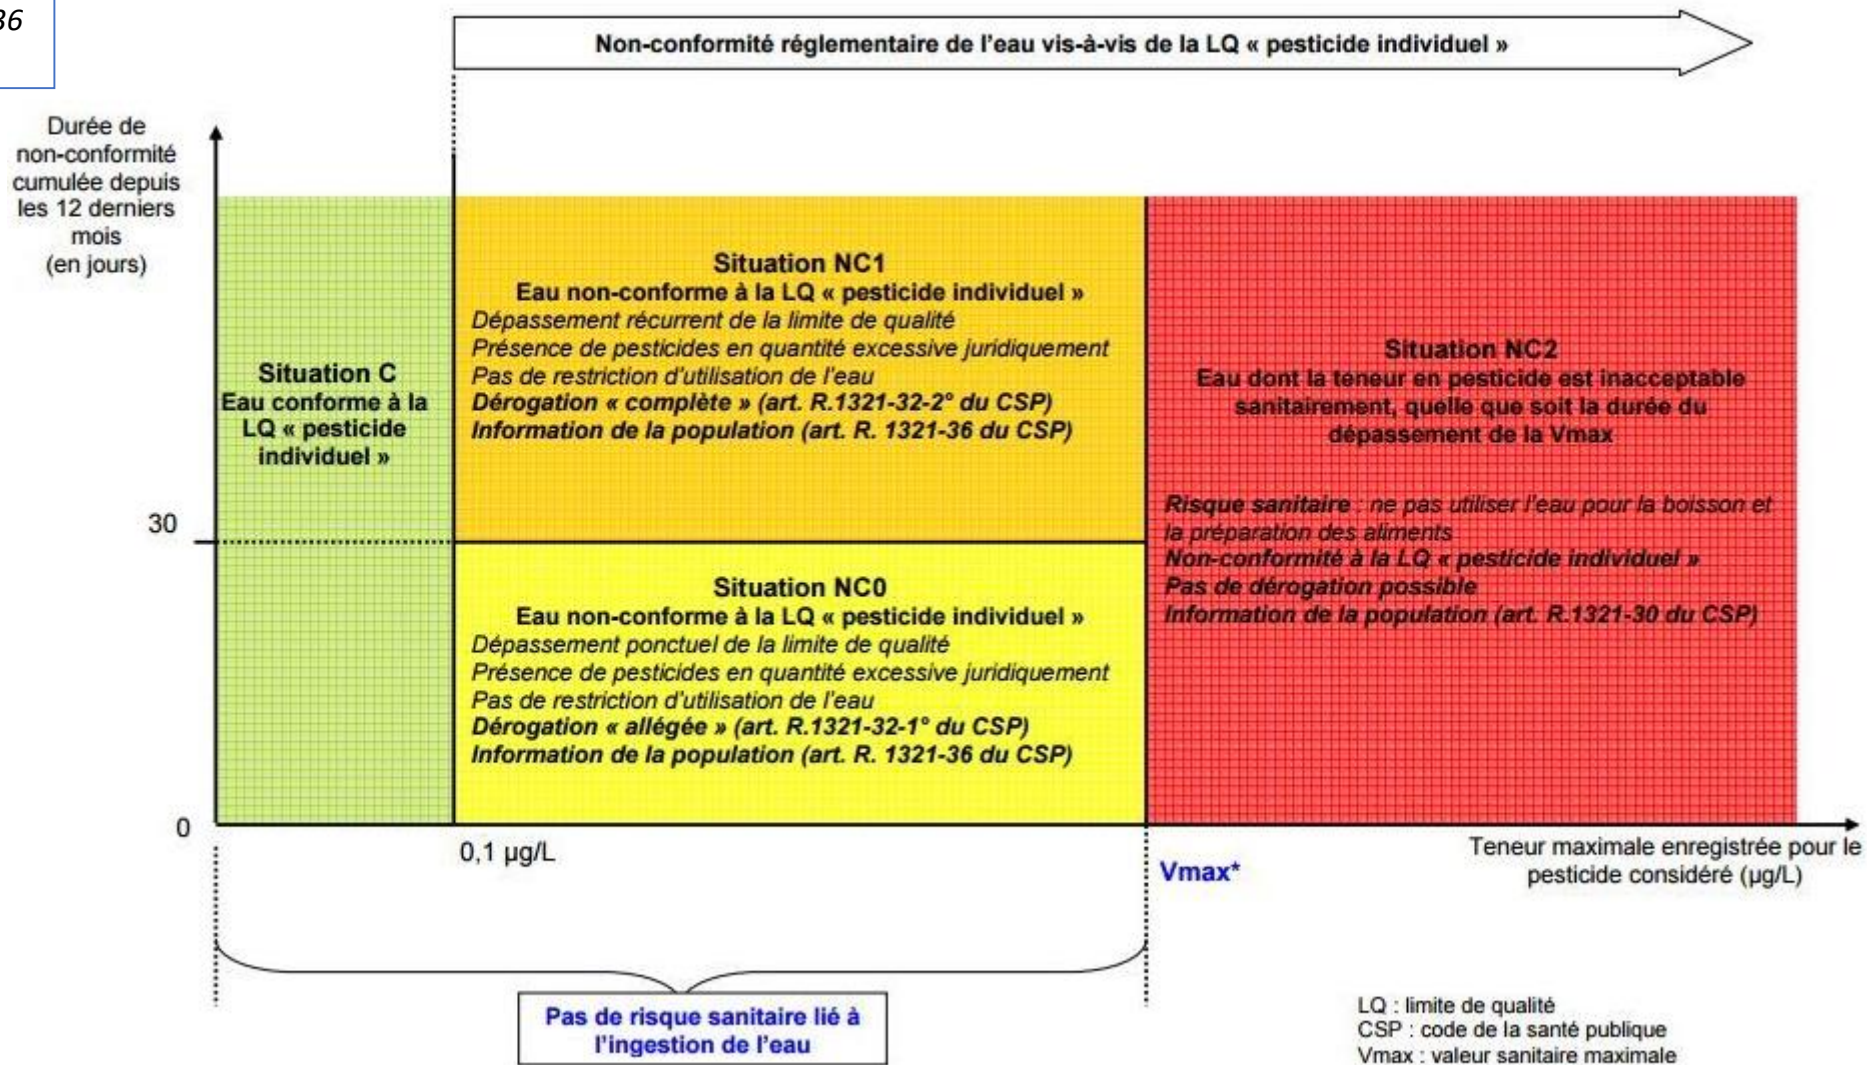 36
Non-conformité réglementaire de l'eau vis-à-vis de la LQ « pesticide individuel »
Durée de
non-conformité
cumulée depuis
les 12 derniers
mois
(en jours)
Situation C
Eau conforme à la
LQ « pesticide
individuel »
Situation NC1
Eau non-conforme à la LQ « pesticide individuel »
Dépassement récurrent de la limite de qualité
Présence de pesticides en quantité excessive juridiquement
Pas de restriction d'utilisation de l'eau
Dérogation « complète » (art. R.1321-32-2° du CSP)
Information de la population (art. R. 1321-36 du CSP)
Situation NC2
Eau dont la teneur en pesticide est inacceptable
sanitairement, quelle que soit la durée du
dépassement de la Vmax
Risque sanitaire : ne pas utiliser l'eau pour la boisson et
la préparation des aliments
Non-conformité à la LQ « pesticide individuel »
Pas de dérogation possible
Information de la population (art. R.1321-30 du CSP)
30
Situation NC0
Eau non-conforme à la LQ « pesticide individuel »
Dépassement ponctuel de la limite de qualité
Présence de pesticides en quantité excessive juridiquement
Pas de restriction d'utilisation de l'eau
Dérogation « allégée » (art. R.1321-32-1° du CSP)
Information de la population (art. R. 1321-36 du CSP)
0
0,1 µg/L
Vmax*
Teneur maximale enregistrée pour le
pesticide considéré (µg/L)
Pas de risque sanitaire lié à
l'ingestion de l'eau
LQ : limite de qualité
CSP : code de la santé publique
Vmax : valeur sanitaire maximale